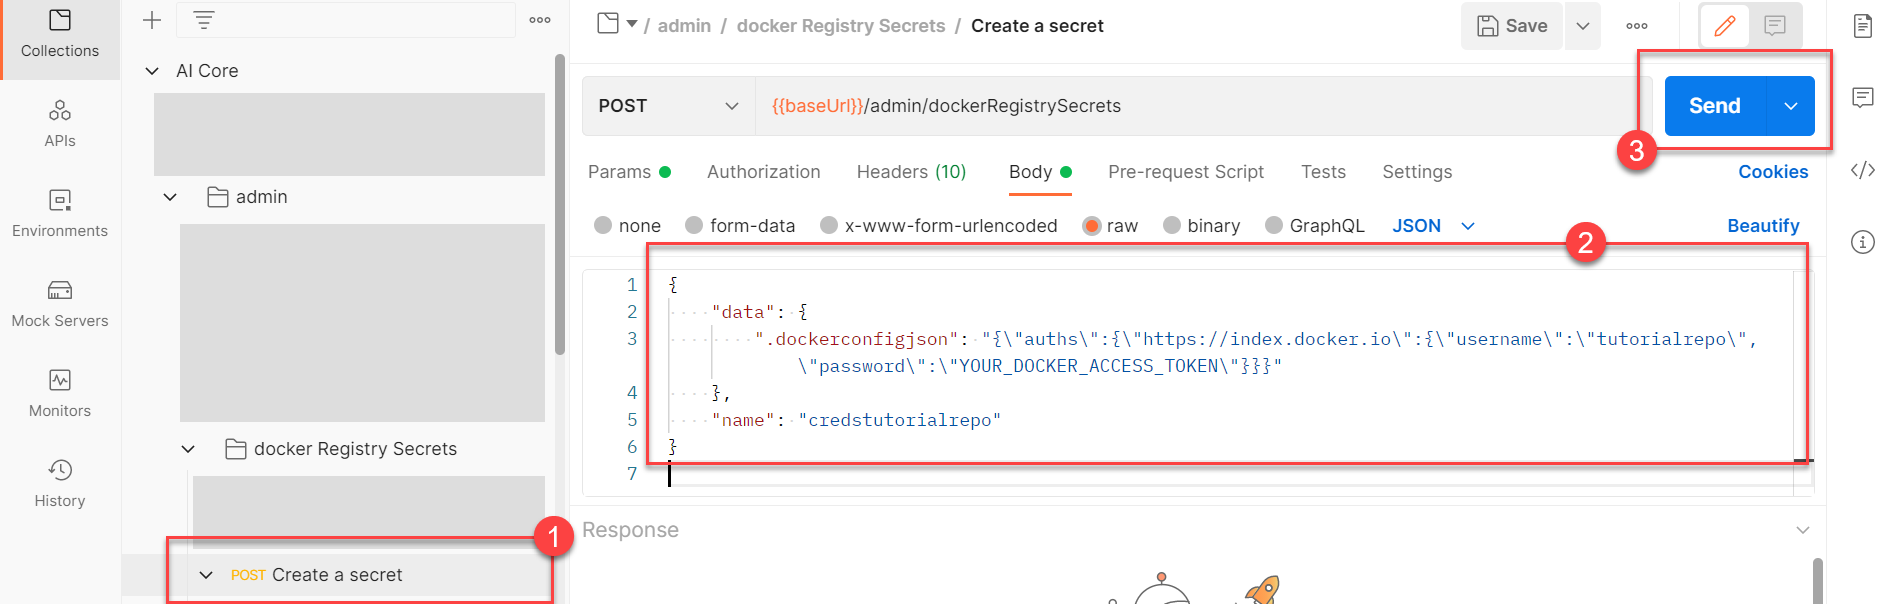 Collections
APIs
Environments
Mock Servers
Monitors
History
AI Core
admin
docker Registry Secrets
POST Create a secret
1
/ admin / docker Registry Secrets / Create a secret
Save
POST
{{baseUrl}}/admin/dockerRegistrySecrets
Send
3
Params
Authorization
Headers (10)
Body
Pre-request Script
Tests
Settings
Cookies
none
form-data
x-www-form-urlencoded
raw
binary
GraphQL
JSON
Beautify
2
1 {
2 "data": {
3 ".dockerconfigjson": "{\"auths\":{\"https://index.docker.io\":{\"username\":\"tutorialrepo\",
\"password\":\"YOUR_DOCKER_ACCESS_TOKEN\"}}}"
4 },
5 "name": "credstutorialrepo"
6 }
7
Response